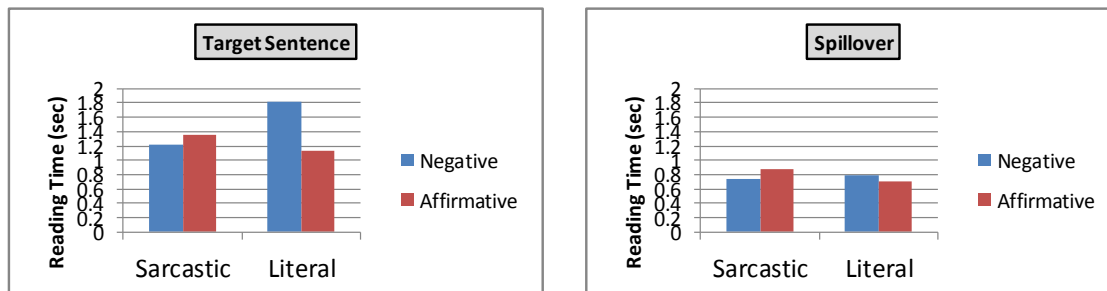 Target Sentence
Reading Time (sec)
2
1.8
1.6
1.4
1.2
1
0.8
0.6
0.4
0.2
0
Sarcastic Literal
Negative
Affirmative
Spillover
Reading Time (sec)
2
1.8
1.6
1.4
1.2
1
0.8
0.6
0.4
0.2
0
Sarcastic Literal
Negative
Affirmative